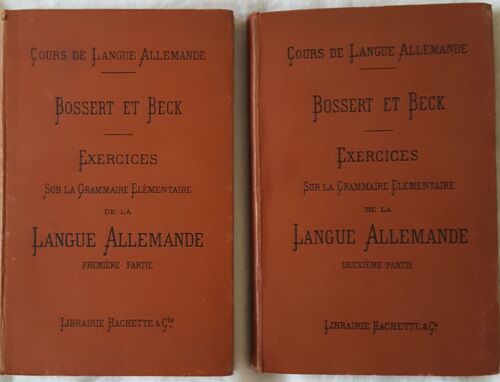 COURS DE LANGUE ALLEMANDE
BOSSERT ET BECK
EXERCICES
SUR LA GRAMMAIRE ELÉMENTAIRE
DE LA
LANGUE ALLEMANDE
PREMIÈRE PARTIE
LIBRAIRIE HACHETTE & Cie.
COURS DE LANGUE ALLEMANDE
BOSSERT ET BECK
EXERCICES
SUR LA GRAMMAIRE ELÉMENTAIRE
DE LA
LANGUE ALLEMANDE
DEUXIÈME PARTIE
LIBRAIRIE HACHETTE & Cie